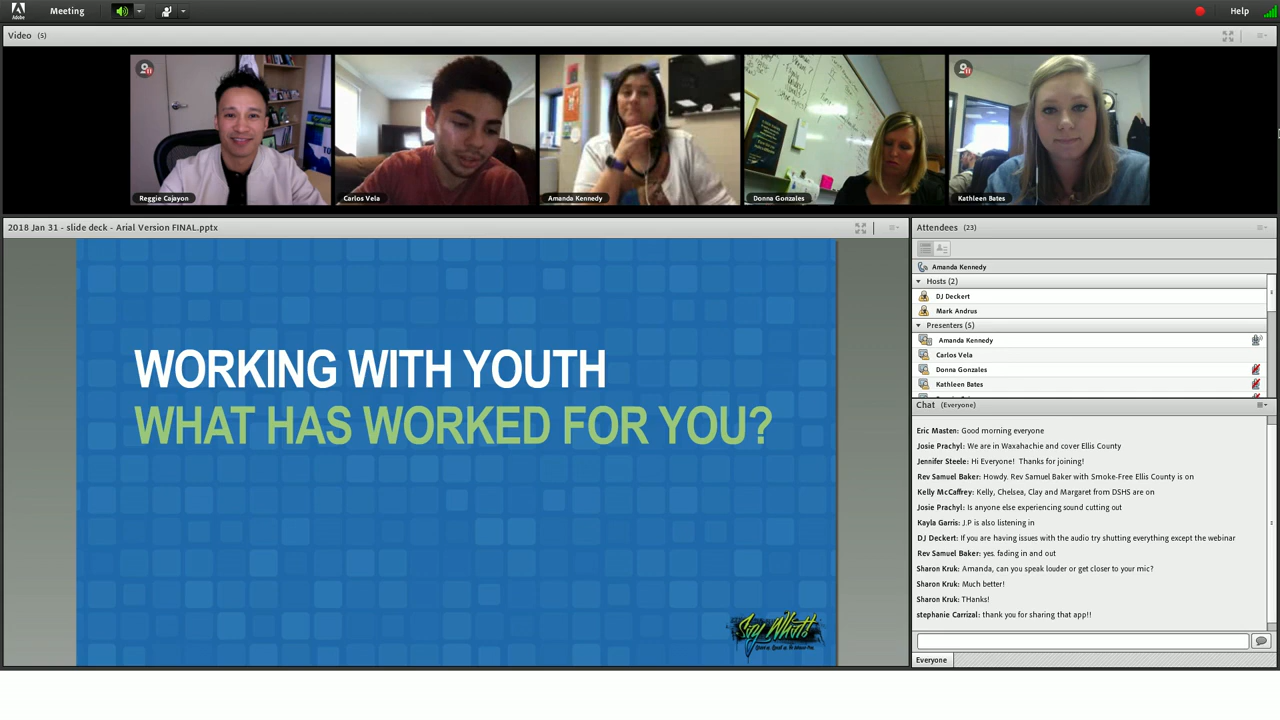 Adobe
Meeting
Help
Video (5)
Reggie Cajayon
Carlos Vela
Amanda Kennedy
Donna Gonzales
Kathleen Bates
2018 Jan 31 - slide deck - Arial Version FINAL.pptx
WORKING WITH YOUTH
WHAT HAS WORKED FOR YOU?
Say What!
Attendees (23)
Amanda Kennedy
Hosts (2)
DJ Deckert
Mark Andrus
Presenters (5)
Amanda Kennedy
Carlos Vela
Donna Gonzales
Kathleen Bates
Chat (Everyone)
Eric Masten: Good morning everyone
Josie Prachyl: We are in Waxahachie and cover Ellis County
Jennifer Steele: Hi Everyone! Thanks for joining!
Rev Samuel Baker: Howdy. Rev Samuel Baker with Smoke-Free Ellis County is on
Kelly McCaffrey: Kelly, Chelsea, Clay and Margaret from DSHS are on
Josie Prachyl: Is anyone else experiencing sound cutting out
Kayla Garris: J.P is also listening in
DJ Deckert: If you are having issues with the audio try shutting everything except the webinar
Rev Samuel Baker: yes. fading in and out
Sharon Kruk: Amanda, can you speak louder or get closer to your mic?
Sharon Kruk: Much better!
Sharon Kruk: THanks!
stephanie Carrizal: thank you for sharing that app!!
Everyone